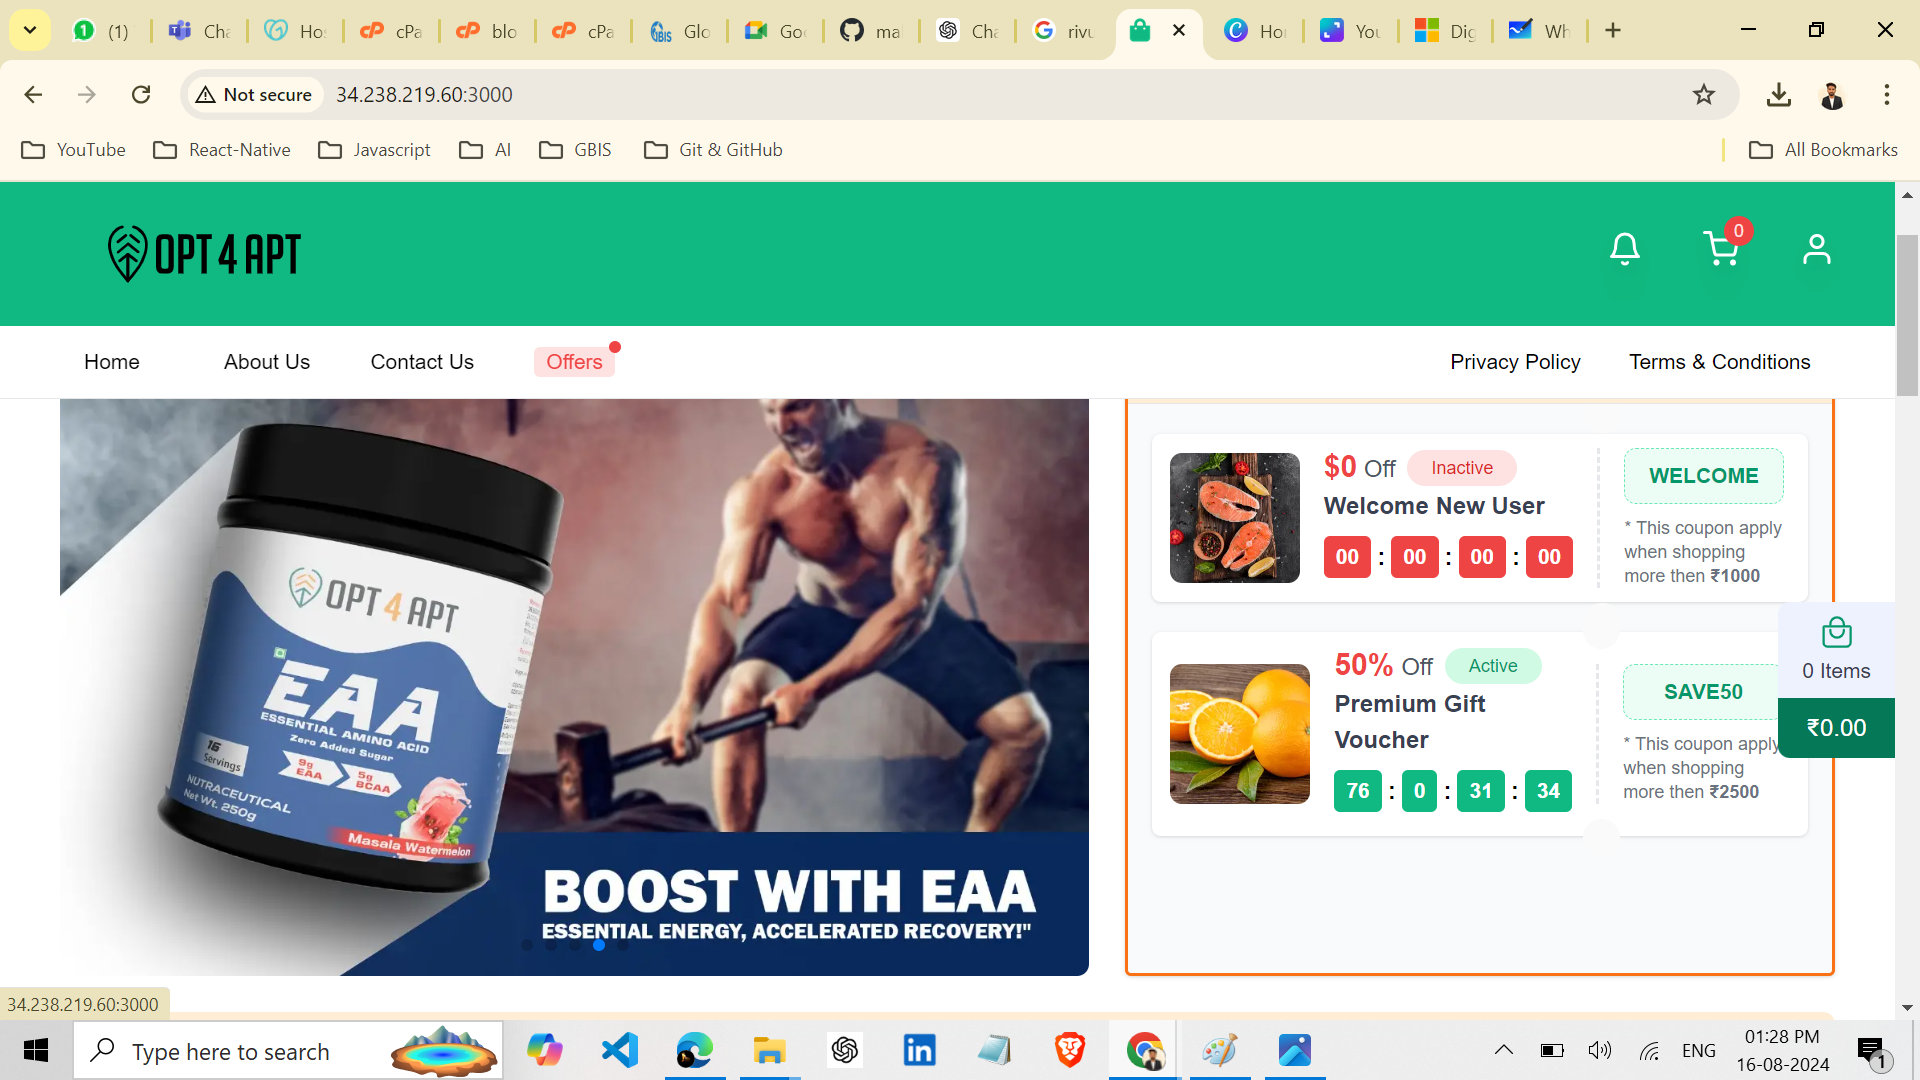 (1)
Cha
Hos
cPa
blo
cPa
Glo
Goo
ma
Cha
rivu
Hor
You
Dig
Wh
Not secure
34.238.219.60:3000
YouTube
React-Native
Javascript
AI
GBIS
Git & GitHub
All Bookmarks
OPT 4 APT
0
Home
About Us
Contact Us
Offers
Privacy Policy
Terms & Conditions
OPT 4 APT
EAA
ESSENTIAL AMINO ACID
Zero Added Sugar
16
Servings
9g
EAA
5g
BCAA
NUTRACEUTICAL
Net Wt. 250g
Masala Watermelon
BOOST WITH EAA
ESSENTIAL ENERGY, ACCELERATED RECOVERY!"
$0 Off
Inactive
Welcome New User
00 : 00 : 00 : 00
WELCOME
* This coupon apply
when shopping
more then ₹1000
50% Off
Active
Premium Gift
Voucher
76 : 0 : 31 : 34
SAVE50
* This coupon apply
when shopping
more then ₹2500
0 Items
₹0.00
34.238.219.60:3000
Type here to search
ENG
01:28 PM
16-08-2024
1